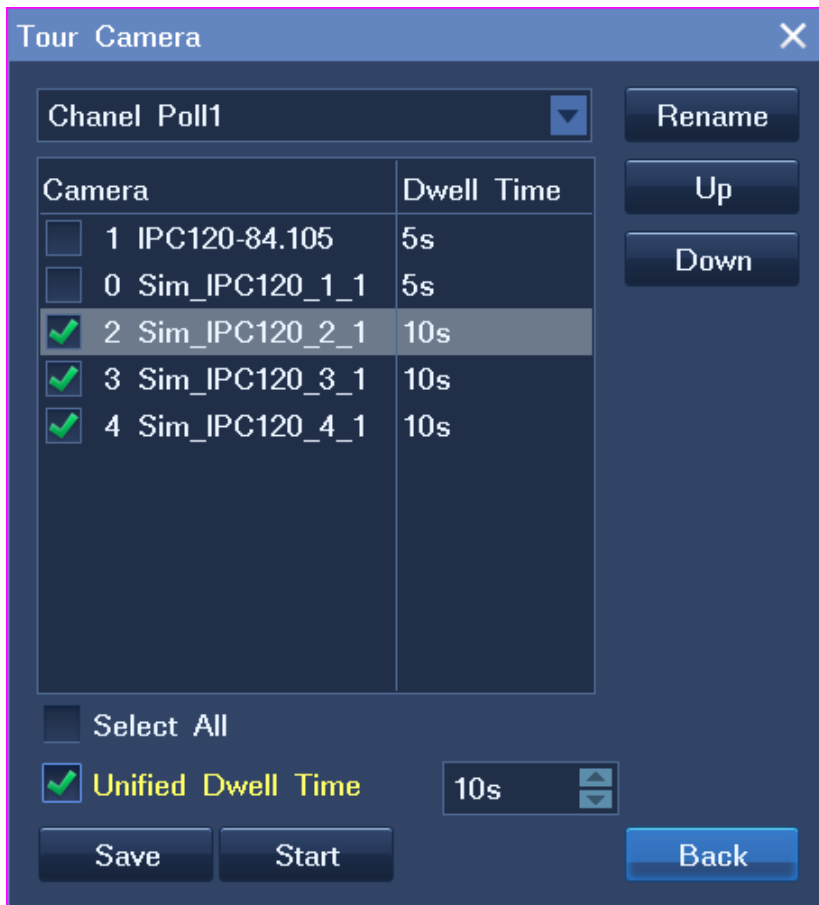 Tour Camera
Chanel Poll1
Rename
Camera Dwell Time
Up
1 IPC120-84.105 5s
Down
0 Sim_IPC120_1_1 5s
2 Sim_IPC120_2_1 10s
3 Sim_IPC120_3_1 10s
4 Sim_IPC120_4_1 10s
Select All
Unified Dwell Time 10s
Save Start Back